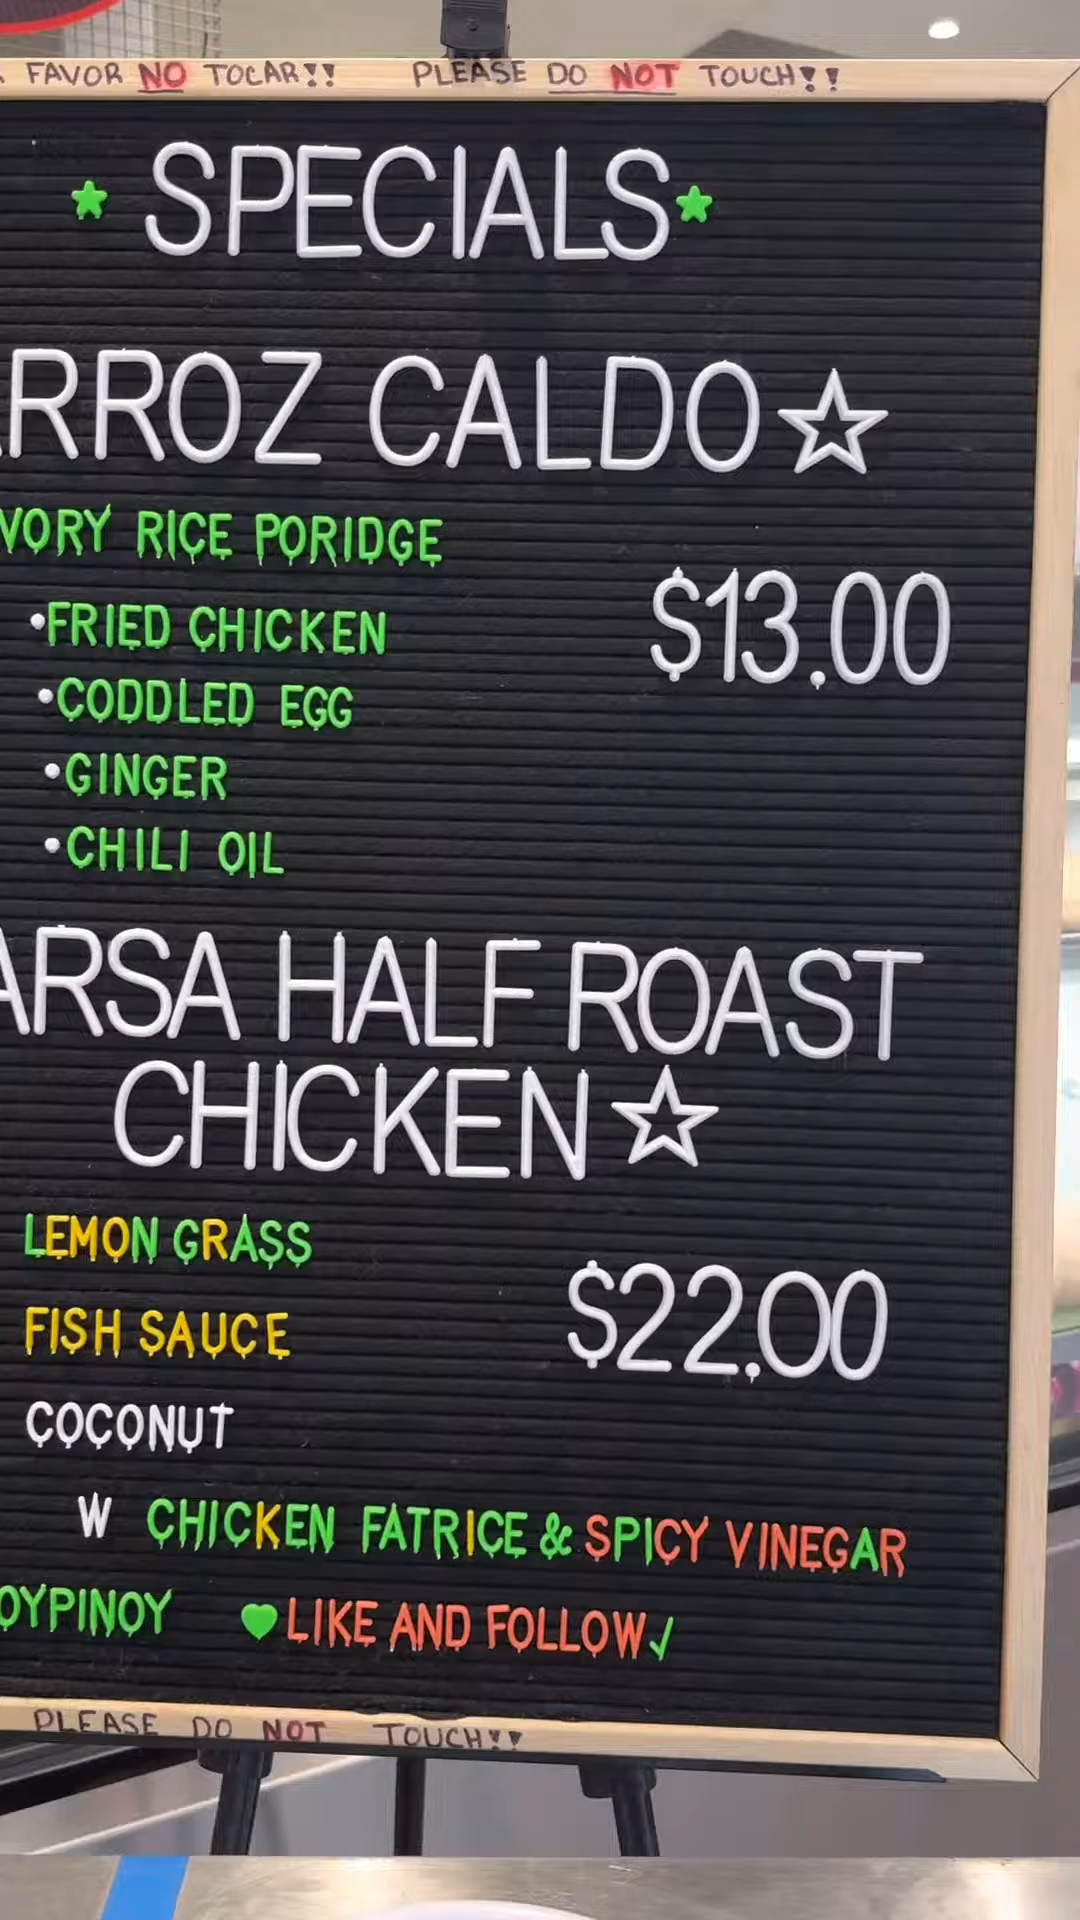 FAVOR NO TOCAR!! PLEASE DO NOT TOUCH!!
SPECIALS
ARROZ CALDO
VORY RICE PORIDGE
•FRIED CHICKEN
$13.00
•CODDLED EGG
•GINGER
•CHILI OIL
ARSA HALF ROAST
CHICKEN
LEMON GRASS
$22.00
FISH SAUCE
COCONUT
W CHICKEN FATRICE & SPICY VINEGAR
OYPINOY LIKE AND FOLLOW✓
PLEASE DO NOT TOUCH!!